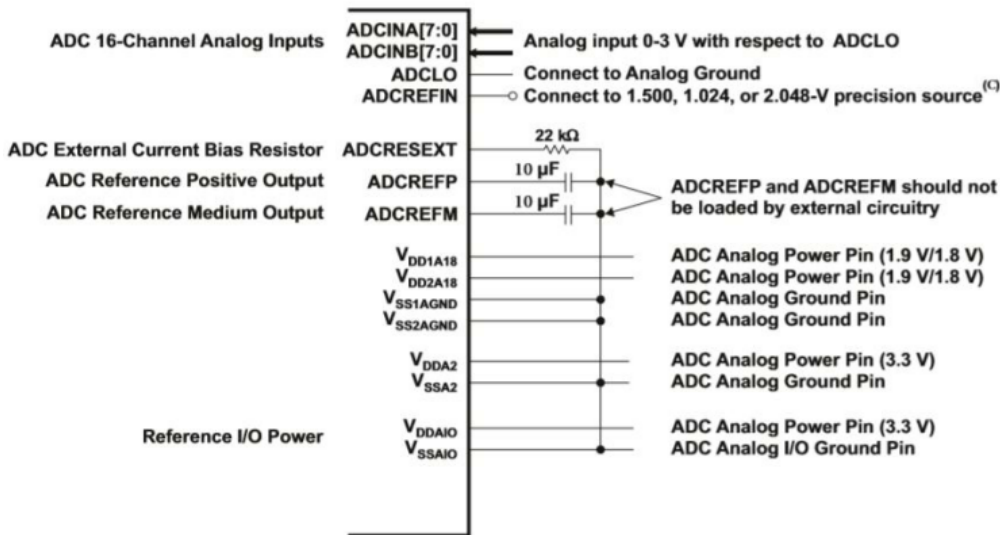 ADC 16-Channel Analog Inputs
ADCINA[7:0]
ADCINB[7:0]
Analog input 0-3 V with respect to ADCLO
ADCLO
Connect to Analog Ground
ADCREFIN
Connect to 1.500, 1.024, or 2.048-V precision source(C)
22 kΩ
ADC External Current Bias Resistor
ADCRESEXT
10 µF
ADC Reference Positive Output
ADCREFP
10 µF
ADC Reference Medium Output
ADCREFM
ADCREFP and ADCREFM should not
be loaded by external circuitry
VDD1A18
ADC Analog Power Pin (1.9 V/1.8 V)
VDD2A18
ADC Analog Power Pin (1.9 V/1.8 V)
VSS1AGND
ADC Analog Ground Pin
VSS2AGND
ADC Analog Ground Pin
VDDA2
ADC Analog Power Pin (3.3 V)
VSSA2
ADC Analog Ground Pin
Reference I/O Power
VDDAIO
ADC Analog Power Pin (3.3 V)
VSSAIO
ADC Analog I/O Ground Pin